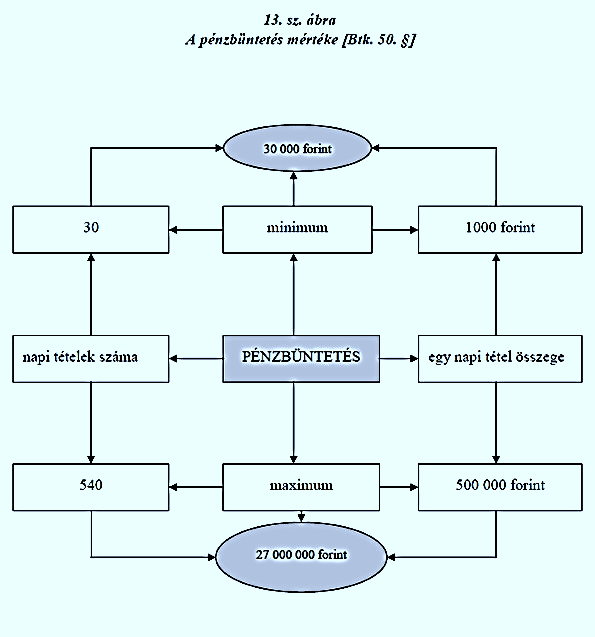 13. sz. ábra
A pénzbüntetés mértéke [Btk. 50. §]
30 000 forint
30
minimum
1000 forint
napi tételek száma
PÉNZBÜNTETÉS
egy napi tétel összege
540
maximum
500 000 forint
27 000 000 forint